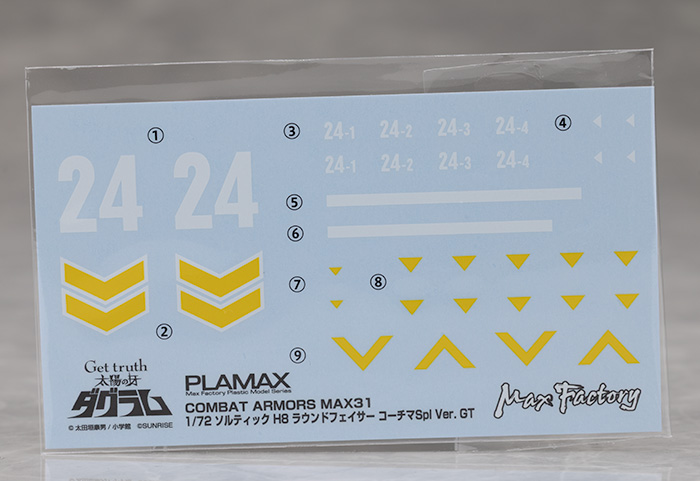 ①
24 24
②
③
24-1 24-2 24-3 24-4
24-1 24-2 24-3 24-4
④
⑤
⑥
⑦
⑧
⑨
Get truth
太陽の牙
ダグラム
© 太田垣康男 / 小学館 ©SUNRISE
PLAMAX
Max Factory Plastic Model Series
COMBAT ARMORS MAX31
1/72 ソルティック H8 ラウンドフェイサー コーチマSpl Ver. GT
Max Factory